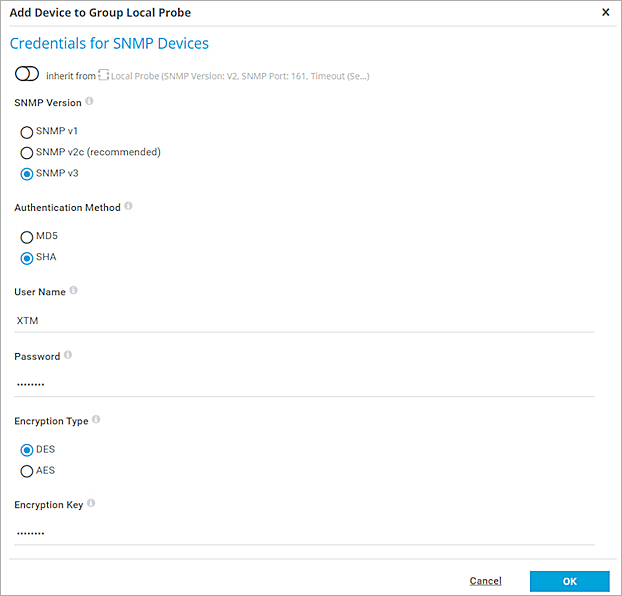 Add Device to Group Local Probe
Credentials for SNMP Devices
inherit from Local Probe (SNMP Version: V2, SNMP Port: 161, Timeout (Se...)
SNMP Version
SNMP v1
SNMP v2c (recommended)
SNMP v3
Authentication Method
MD5
SHA
User Name
XTM
Password
••••••••
Encryption Type
DES
AES
Encryption Key
••••••••
Cancel OK